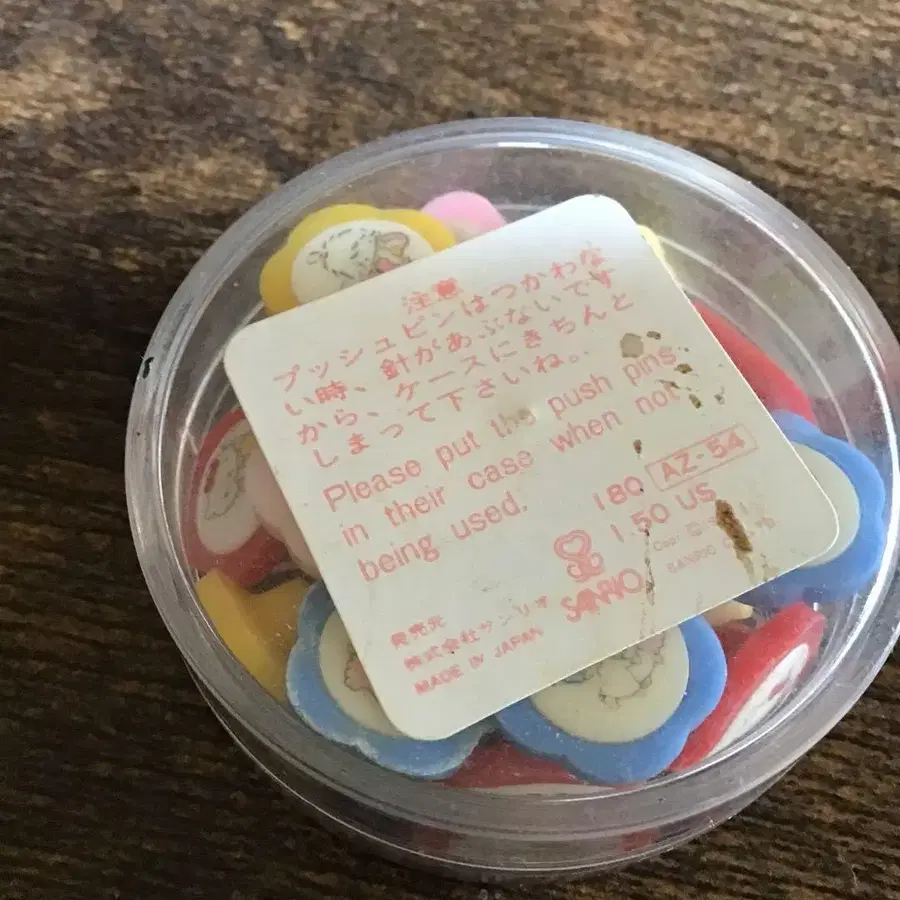 注意
プッシュピンはつかわな
い時、針があぶないです
から、ケースにきちんと
しまって下さいね。
Please put the push pins
in their case when not
being used.
180 AZ-54
1.50 US
SANRIO
発売元
株式会社サンリオ
MADE IN JAPAN
SANRIO